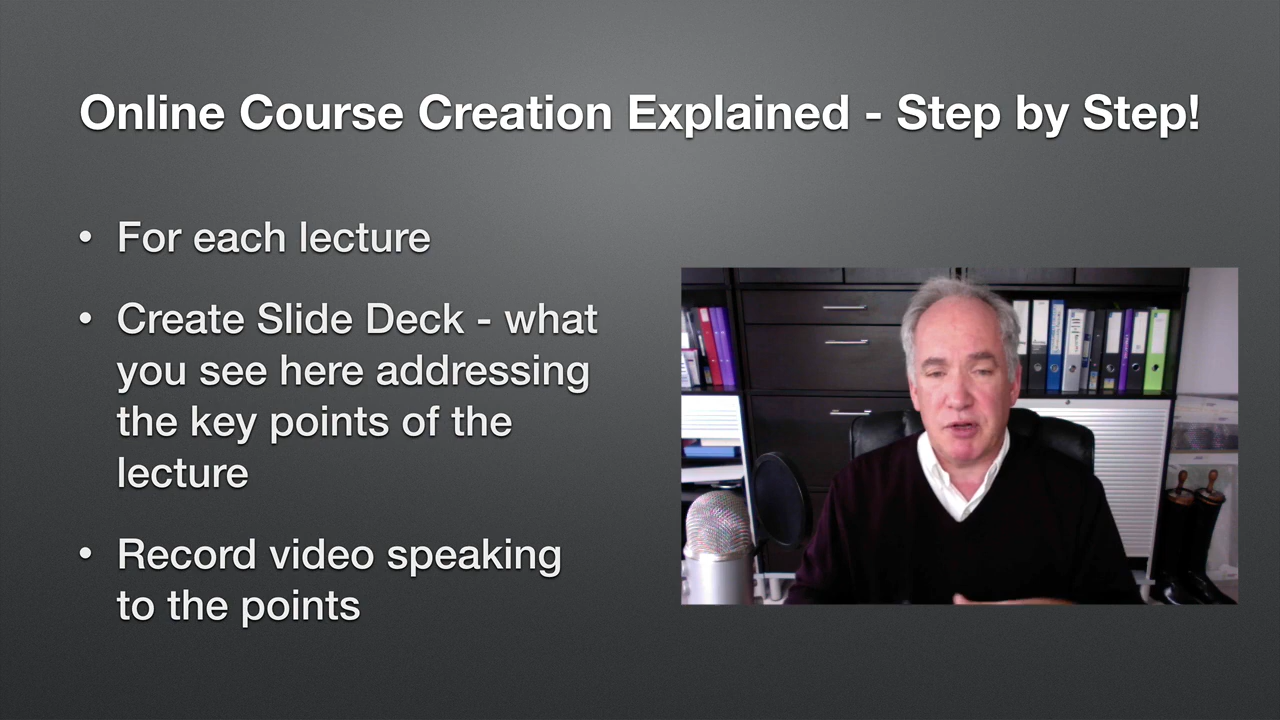 Online Course Creation Explained - Step by Step!
• For each lecture
• Create Slide Deck - what
you see here addressing
the key points of the
lecture
• Record video speaking
to the points